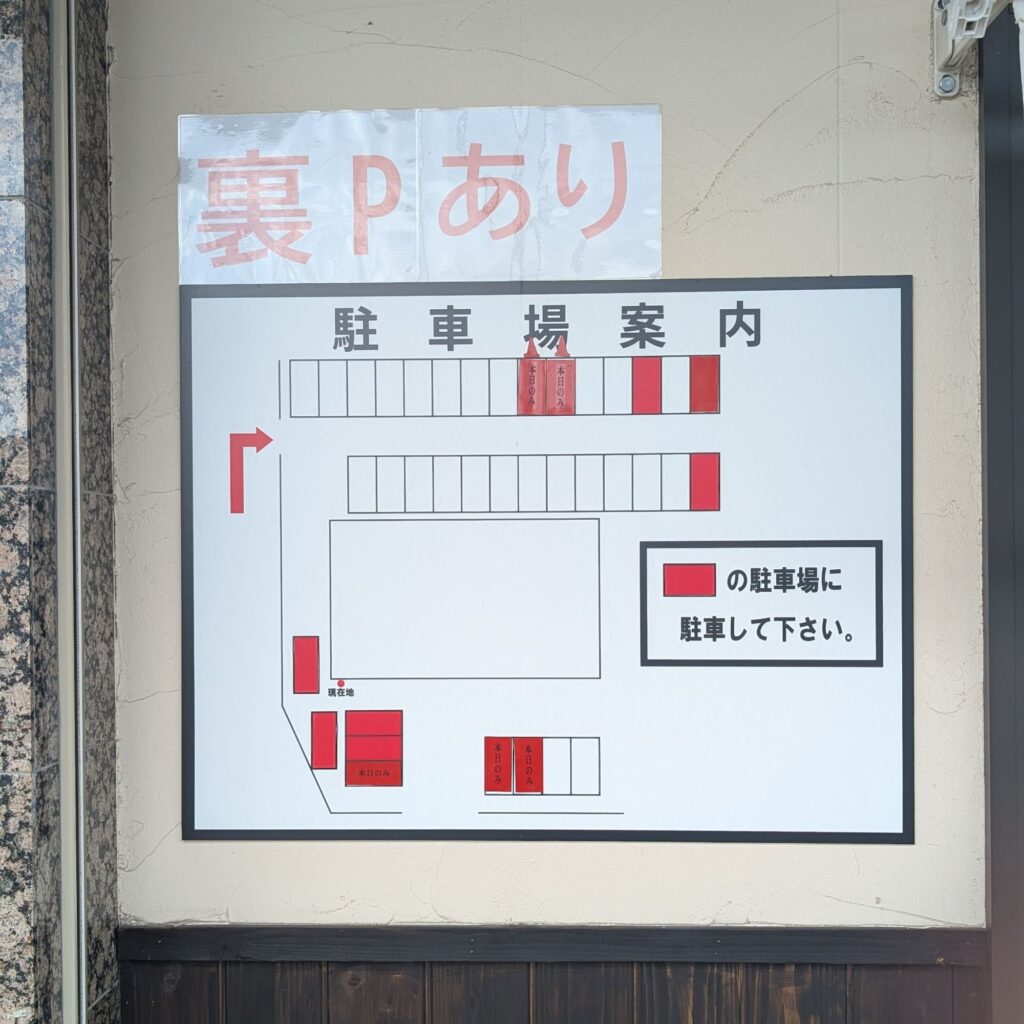 裏Pあり
駐車場案内
本日のみ
本日のみ
の駐車場に
駐車して下さい。
現在地
本日のみ
本日のみ
本日のみ